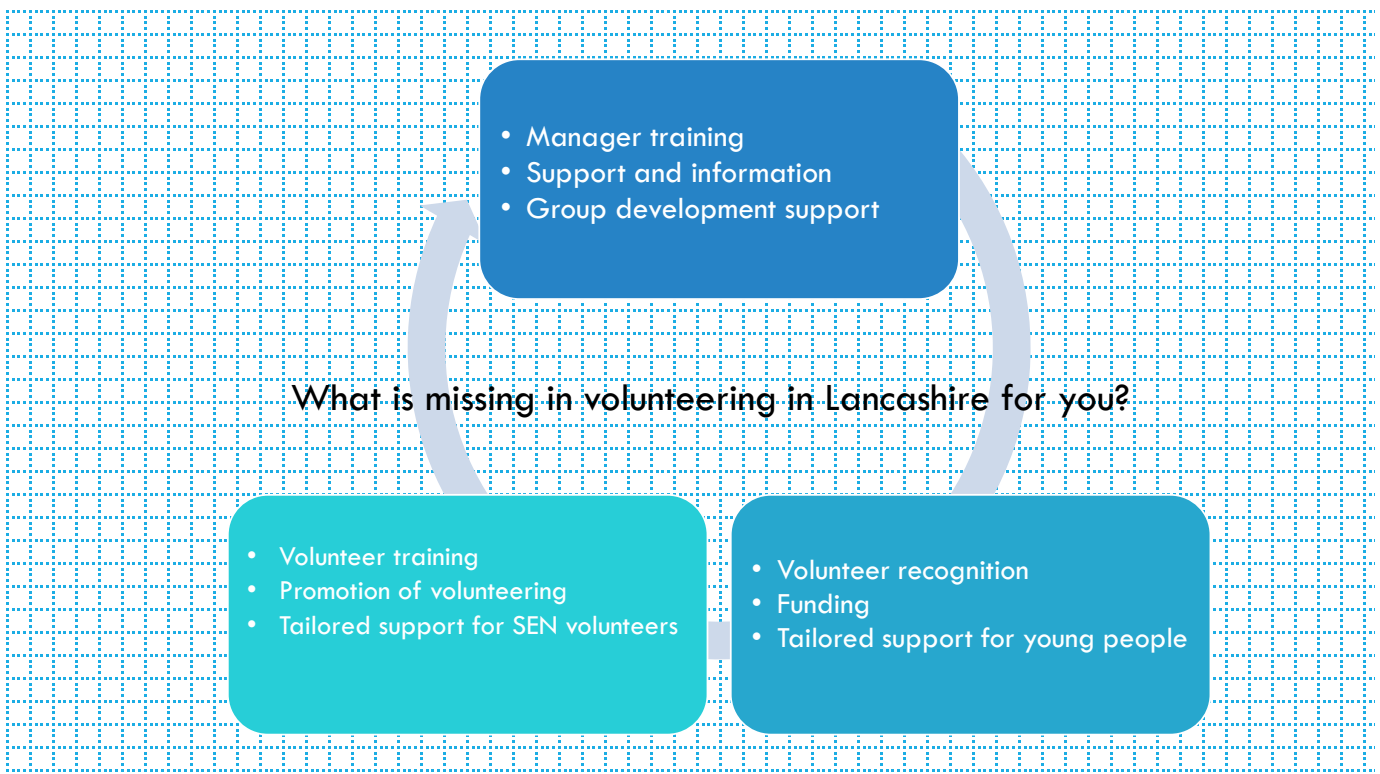 • Manager training
• Support and information
• Group development support
What is missing in volunteering in Lancashire for you?
• Volunteer training
• Promotion of volunteering
• Tailored support for SEN volunteers
• Volunteer recognition
• Funding
• Tailored support for young people